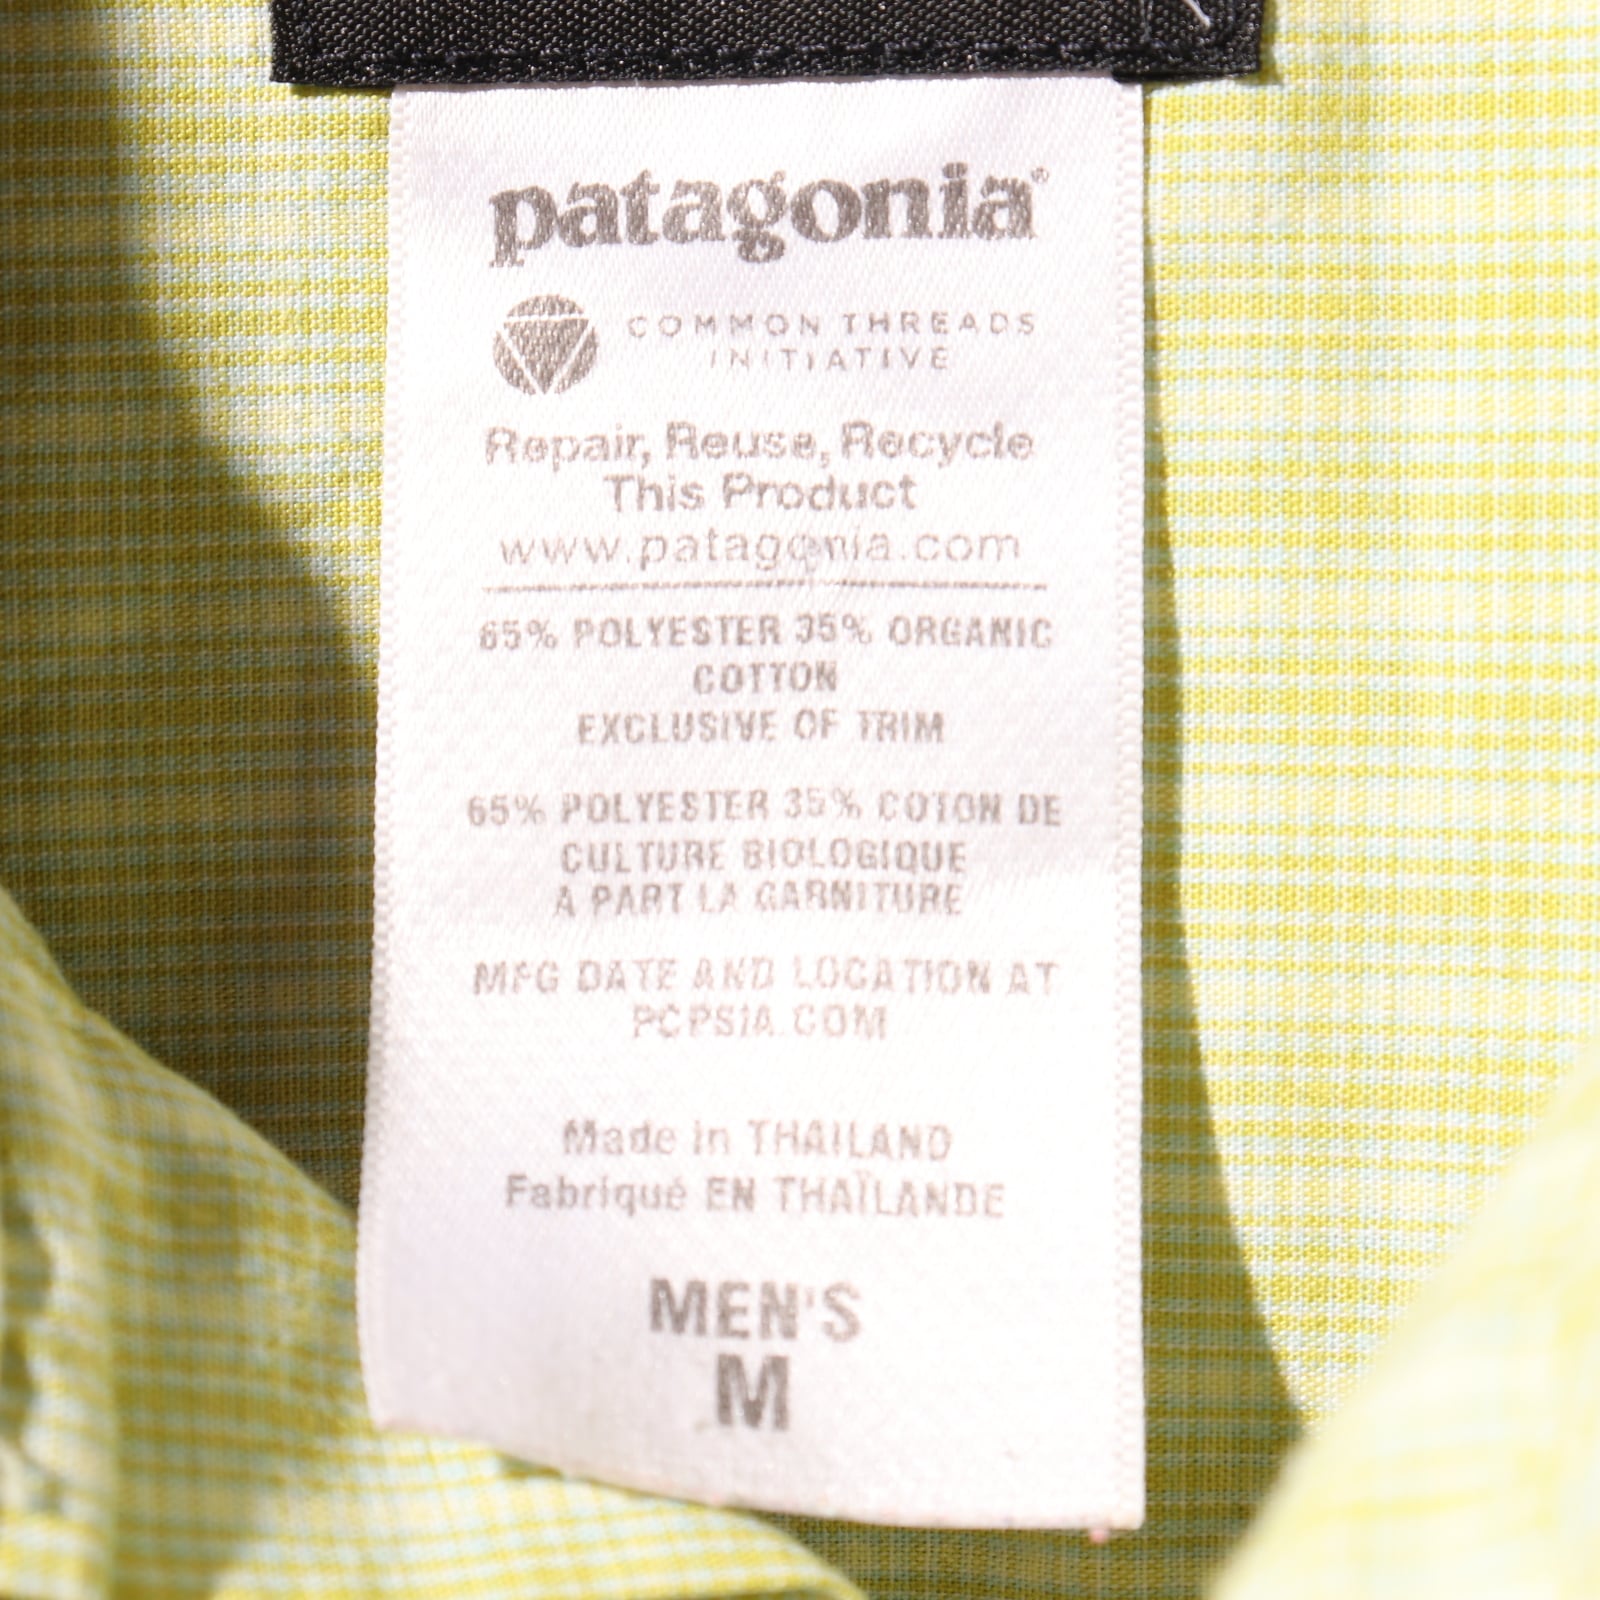 patagonia®
COMMON THREADS
INITIATIVE
Repair, Reuse, Recycle
This Product
www.patagonia.com
65% POLYESTER 35% ORGANIC
COTTON
EXCLUSIVE OF TRIM
65% POLYESTER 35% COTON DE
CULTURE BIOLOGIQUE
A PART LA GARNITURE
MFG DATE AND LOCATION AT
PCPSIA.COM
Made in THAILAND
Fabriqué EN THAÏLANDE
MEN'S
M